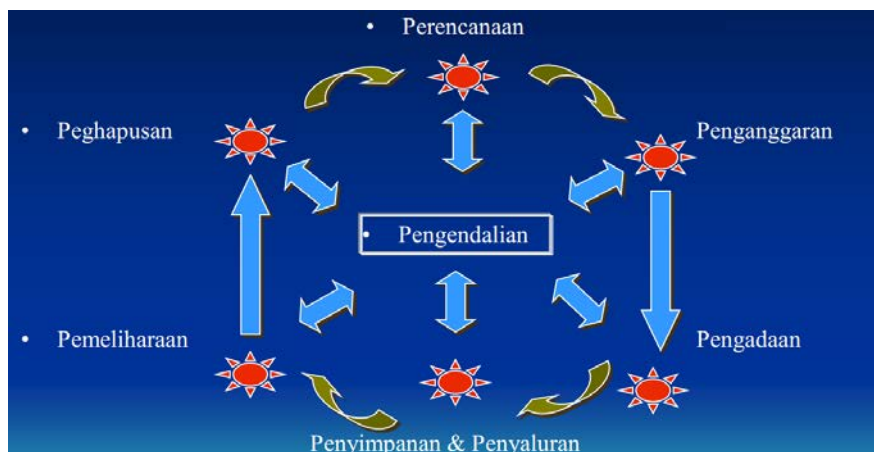 • Perencanaan
• Peghapusan
Penganggaran
• Pengendalian
• Pemeliharaan
Pengadaan
Penyimpanan & Penyaluran